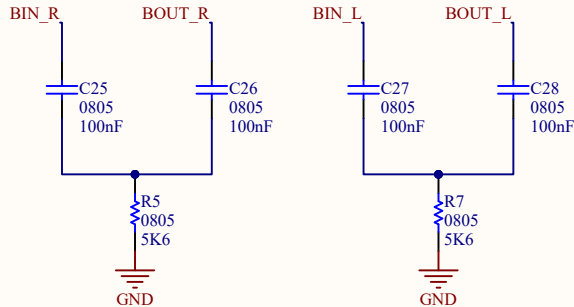 BIN_R BOUT_R BIN_L BOUT_L
C25 C26 C27 C28
0805 0805 0805 0805
100nF 100nF 100nF 100nF
R5 R7
0805 0805
5K6 5K6
GND GND